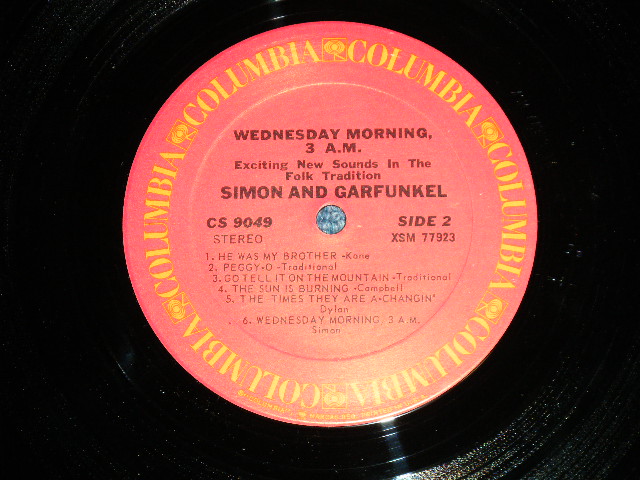 COLUMBIA COLUMBIA COLUMBIA COLUMBIA COLUMBIA COLUMBIA
WEDNESDAY MORNING,
3 A.M.
Exciting New Sounds In The
Folk Tradition
SIMON AND GARFUNKEL
CS 9049
STEREO
SIDE 2
XSM 77923
1. HE WAS MY BROTHER -Kane
2. PEGGY-O -Traditional
3. GO TELL IT ON THE MOUNTAIN -Traditional
4. THE SUN IS BURNING -Campbell
5. THE TIMES THEY ARE A-CHANGIN'
Dylan
6. WEDNESDAY MORNING, 3 A.M.
Simon